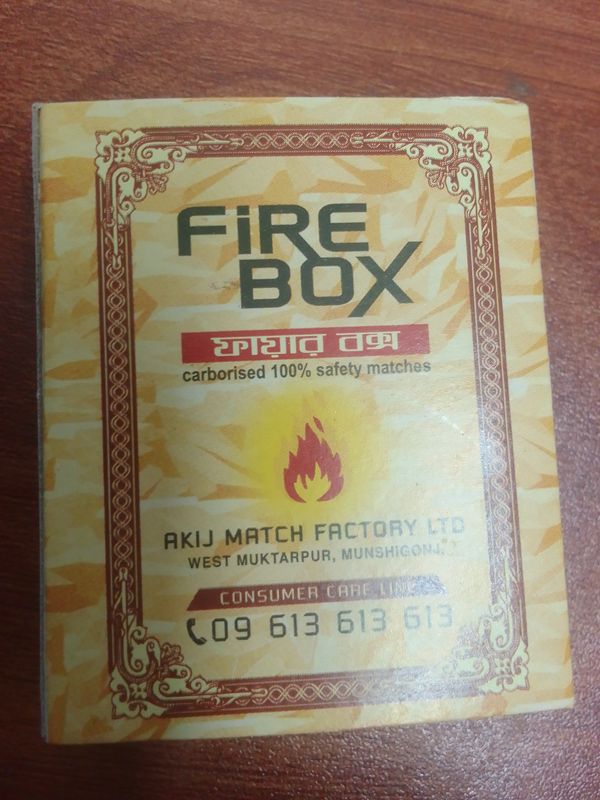 FiRE
BOX
ফায়ার বক্স
carborised 100% safety matches
AKIJ MATCH FACTORY LTD
WEST MUKTARPUR, MUNSHIGONJ.
CONSUMER CARE LINE
09 613 613 613